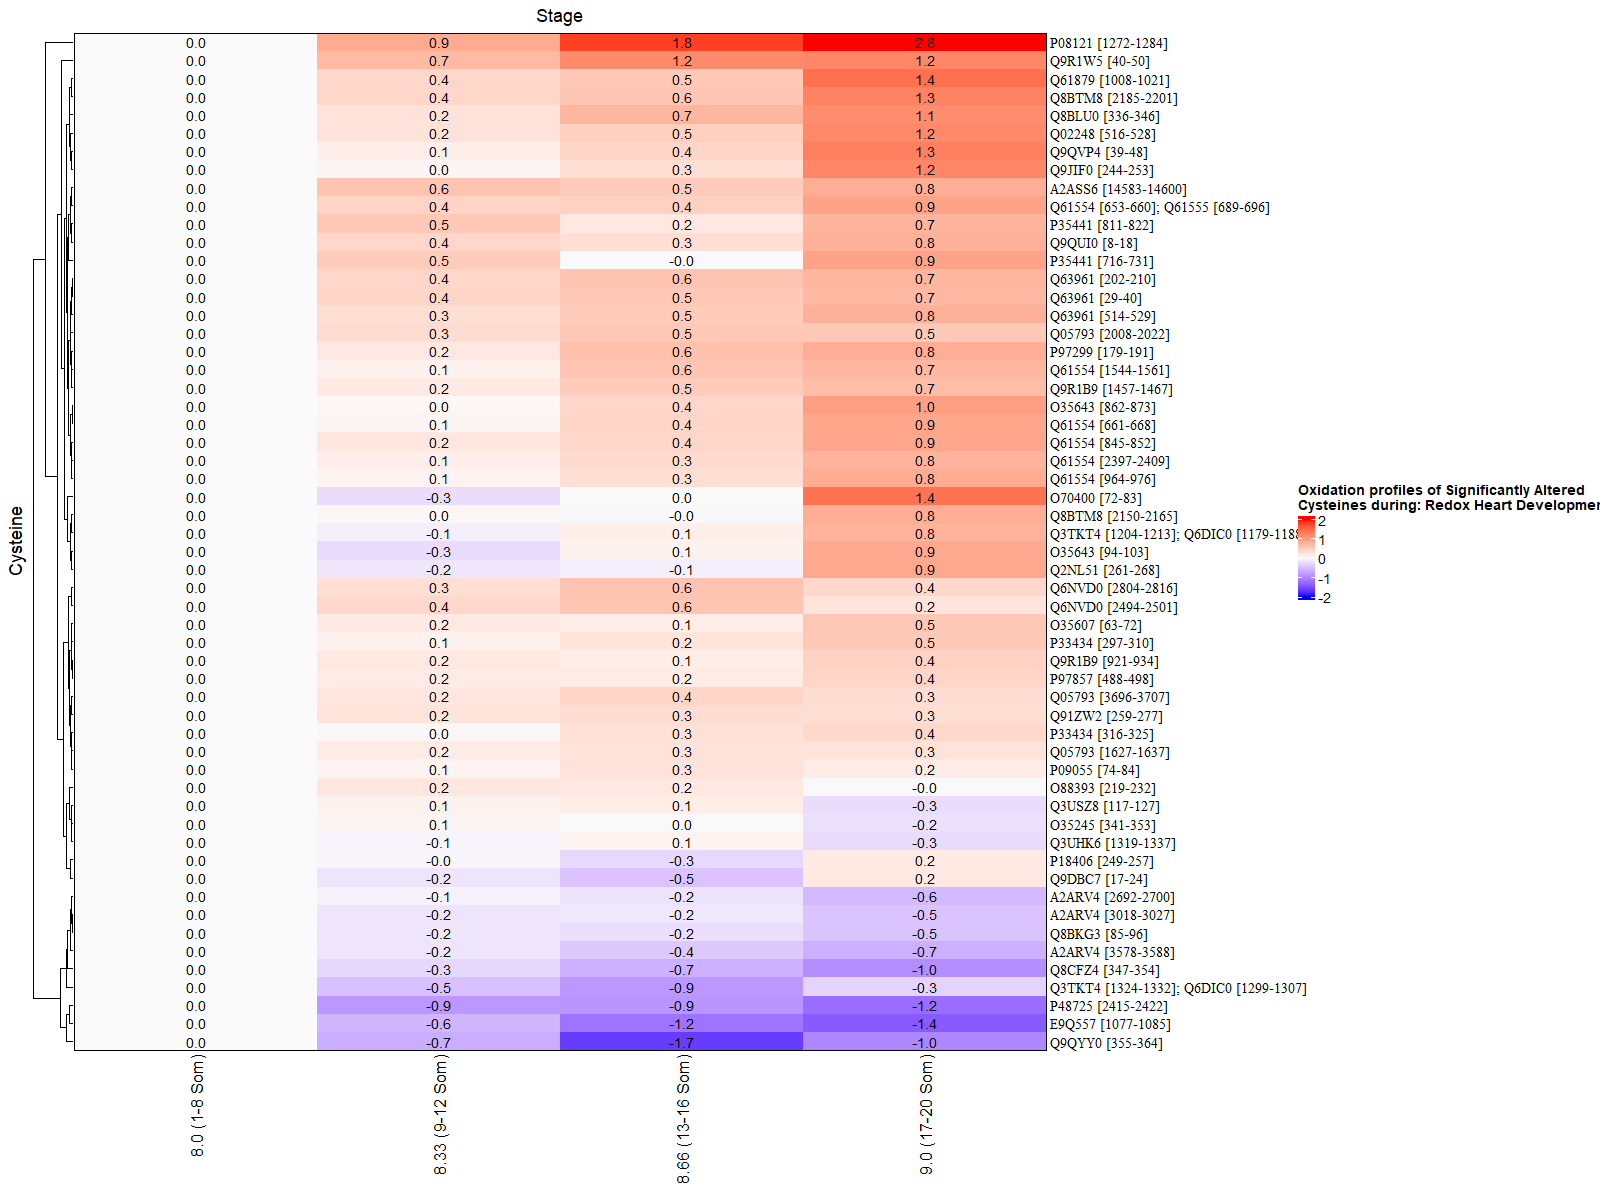 Stage
0.0 0.9 1.8 2.8 P08121 [1272-1284]
0.0 0.7 1.2 1.2 Q9R1W5 [40-50]
0.0 0.4 0.5 1.4 Q61879 [1008-1021]
0.0 0.4 0.6 1.3 Q8BTM8 [2185-2201]
0.0 0.2 0.7 1.1 Q8BLU0 [336-346]
0.0 0.2 0.5 1.2 Q02248 [516-528]
0.0 0.1 0.4 1.3 Q9QVP4 [39-48]
0.0 0.0 0.3 1.2 Q9JIF0 [244-253]
0.0 0.6 0.5 0.8 A2ASS6 [14583-14600]
0.0 0.4 0.4 0.9 Q61554 [653-660]; Q61555 [689-696]
0.0 0.5 0.2 0.7 P35441 [811-822]
0.0 0.4 0.3 0.8 Q9QUI0 [8-18]
0.0 0.5 -0.0 0.9 P35441 [716-731]
0.0 0.4 0.6 0.7 Q63961 [202-210]
0.0 0.4 0.5 0.7 Q63961 [29-40]
0.0 0.3 0.5 0.8 Q63961 [514-529]
0.0 0.3 0.5 0.5 Q05793 [2008-2022]
0.0 0.2 0.6 0.8 P97299 [179-191]
0.0 0.1 0.6 0.7 Q61554 [1544-1561]
0.0 0.2 0.5 0.7 Q9R1B9 [1457-1467]
0.0 0.0 0.4 1.0 O35643 [862-873]
0.0 0.1 0.4 0.9 Q61554 [661-668]
0.0 0.2 0.4 0.9 Q61554 [845-852]
0.0 0.1 0.3 0.8 Q61554 [2397-2409]
0.0 0.1 0.3 0.8 Q61554 [964-976]
0.0 -0.3 0.0 1.4 O70400 [72-83]
0.0 0.0 -0.0 0.8 Q8BTM8 [2150-2165]
0.0 -0.1 0.1 0.8 Q3TKT4 [1204-1213]; Q6DIC0 [1179-1188
0.0 -0.3 0.1 0.9 O35643 [94-103]
0.0 -0.2 -0.1 0.9 Q2NL51 [261-268]
0.0 0.3 0.6 0.4 Q6NVD0 [2804-2816]
0.0 0.4 0.6 0.2 Q6NVD0 [2494-2501]
0.0 0.2 0.1 0.5 O35607 [63-72]
0.0 0.1 0.2 0.5 P33434 [297-310]
0.0 0.2 0.1 0.4 Q9R1B9 [921-934]
0.0 0.2 0.2 0.4 P97857 [488-498]
0.0 0.2 0.4 0.3 Q05793 [3696-3707]
0.0 0.2 0.3 0.3 Q91ZW2 [259-277]
0.0 0.0 0.3 0.4 P33434 [316-325]
0.0 0.2 0.3 0.3 Q05793 [1627-1637]
0.0 0.1 0.3 0.2 P09055 [74-84]
0.0 0.2 0.2 -0.0 O88393 [219-232]
0.0 0.1 0.1 -0.3 Q3USZ8 [117-127]
0.0 0.1 0.0 -0.2 O35245 [341-353]
0.0 -0.1 0.1 -0.3 Q3UHK6 [1319-1337]
0.0 -0.0 -0.3 0.2 P18406 [249-257]
0.0 -0.2 -0.5 0.2 Q9DBC7 [17-24]
0.0 -0.1 -0.2 -0.6 A2ARV4 [2692-2700]
0.0 -0.2 -0.2 -0.5 A2ARV4 [3018-3027]
0.0 -0.2 -0.2 -0.5 Q8BKG3 [85-96]
0.0 -0.2 -0.4 -0.7 A2ARV4 [3578-3588]
0.0 -0.3 -0.7 -1.0 Q8CFZ4 [347-354]
0.0 -0.5 -0.9 -0.3 Q3TKT4 [1324-1332]; Q6DIC0 [1299-1307]
0.0 -0.9 -0.9 -1.2 P48725 [2415-2422]
0.0 -0.6 -1.2 -1.4 E9Q557 [1077-1085]
0.0 -0.7 -1.7 -1.0 Q9QYY0 [355-364]
Cysteine
8.0 (1-8 Som)
8.33 (9-12 Som)
8.66 (13-16 Som)
9.0 (17-20 Som)
Oxidation profiles of Significantly Altered
Cysteines during: Redox Heart Developmen
2
1
0
-1
-2